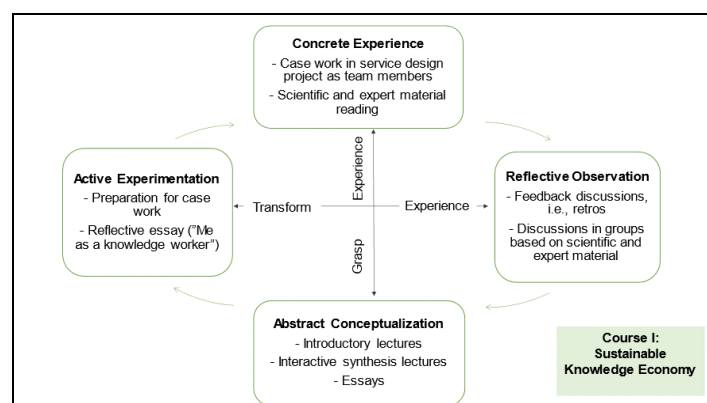 Concrete Experience
- Case work in service design
project as team members
- Scientific and expert material
reading
Active Experimentation
- Preparation for case
work
- Reflective essay ("Me
as a knowledge worker")
Experience
Transform
Experience
Grasp
Reflective Observation
- Feedback discussions,
i.e., retros
- Discussions in groups
based on scientific and
expert material
Abstract Conceptualization
- Introductory lectures
- Interactive synthesis lectures
- Essays
Course I:
Sustainable
Knowledge Economy